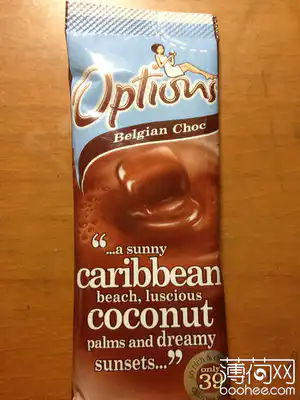 Options
Belgian Choc
“...a sunny
caribbean
beach, luscious
coconut
palms and dreamy
sunsets...”
only
39
薄荷网
www.boohee.com